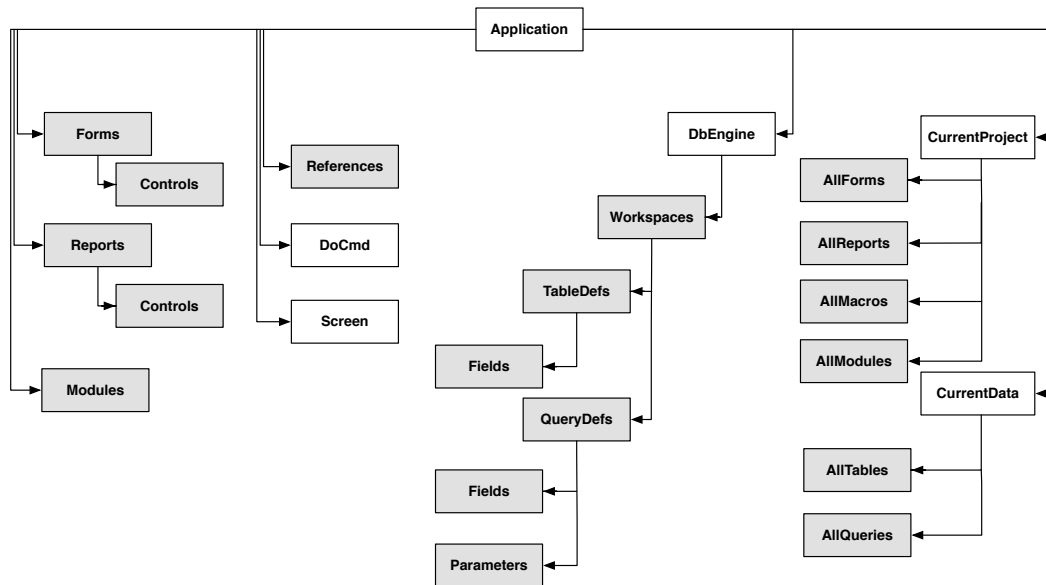 Application
Forms
Controls
Reports
Controls
Modules
References
DoCmd
Screen
DbEngine
Workspaces
TableDefs
Fields
QueryDefs
Fields
Parameters
CurrentProject
AllForms
AllReports
AllMacros
AllModules
CurrentData
AllTables
AllQueries